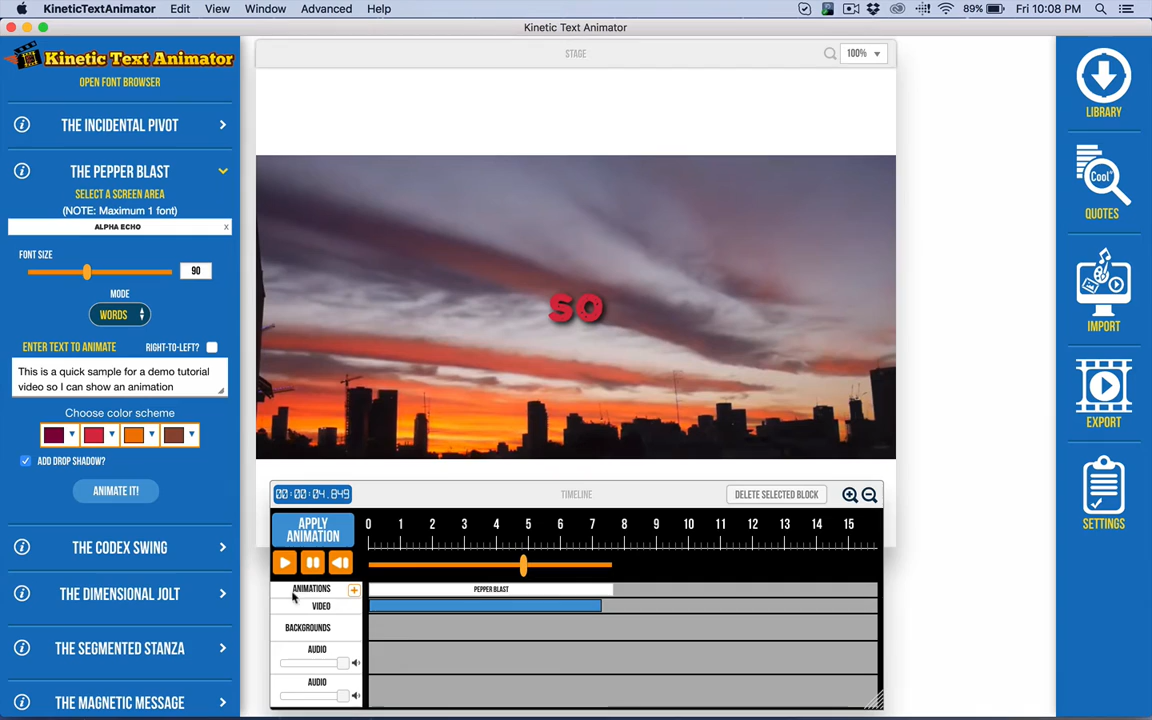 KineticTextAnimator Edit View Window Advanced Help 89% Fri 10:08 PM
Kinetic Text Animator
Kinetic Text Animator
OPEN FONT BROWSER
THE INCIDENTAL PIVOT
THE PEPPER BLAST
SELECT A SCREEN AREA
(NOTE: Maximum 1 font)
ALPHA ECHO x
FONT SIZE
90
MODE
WORDS
ENTER TEXT TO ANIMATE RIGHT-TO-LEFT?
This is a quick sample for a demo tutorial
video so I can show an animation
Choose color scheme
ADD DROP SHADOW?
ANIMATE IT!
THE CODEX SWING
THE DIMENSIONAL JOLT
THE SEGMENTED STANZA
THE MAGNETIC MESSAGE
STAGE
100%
SO
00:00:04.849 TIMELINE DELETE SELECTED BLOCK
APPLY
ANIMATION
0 1 2 3 4 5 6 7 8 9 10 11 12 13 14 15
ANIMATIONS + PEPPER BLAST
VIDEO
BACKGROUNDS
AUDIO
AUDIO
LIBRARY
Cool"
QUOTES
IMPORT
EXPORT
SETTINGS